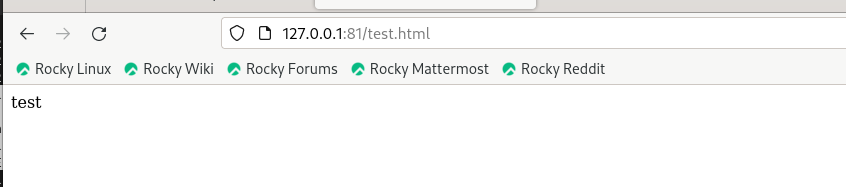 127.0.0.1:81/test.html
Rocky Linux Rocky Wiki Rocky Forums Rocky Mattermost Rocky Reddit
test